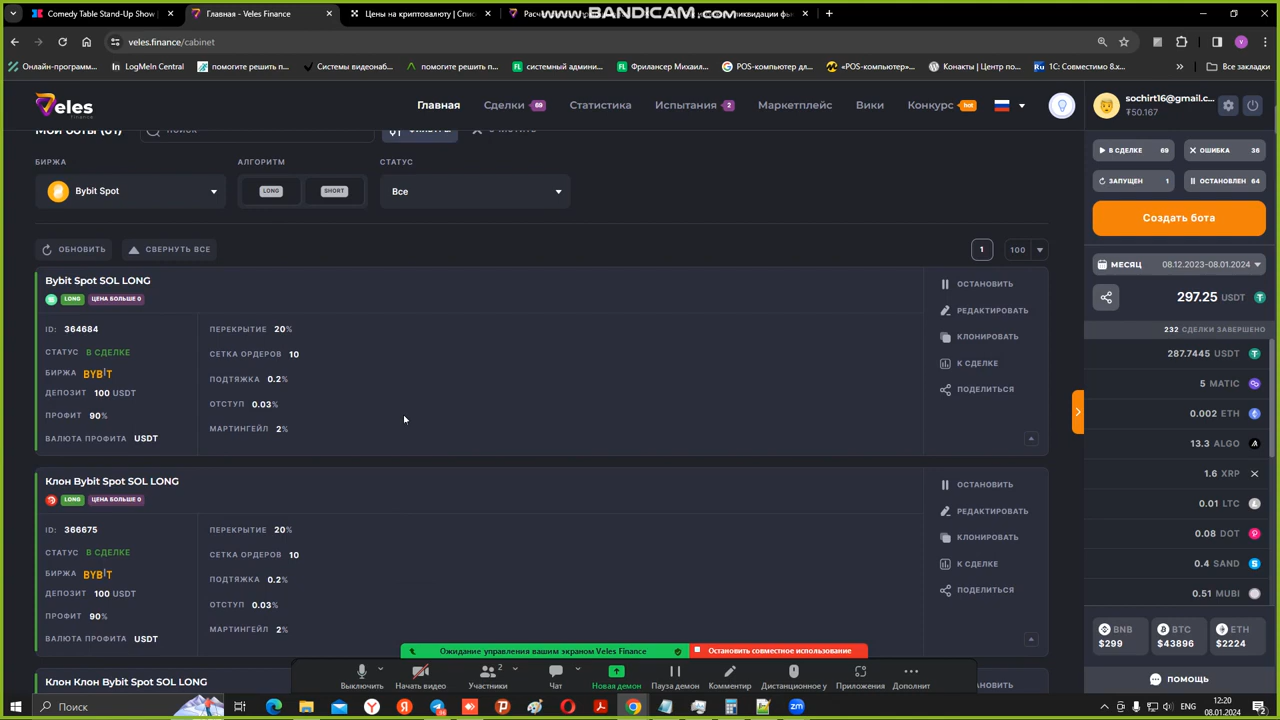 Comedy Table Stand-Up Show
Главная - Veles Finance
Цены на криптовалюту | Спис
www.BANDICAM.com
veles.finance/cabinet
Онлайн-программ...
LogMeIn Central
помогите решить п...
Системы видеонаб...
помогите решить п...
системный админи...
Фрилансер Михаил...
POS-компьютер дл...
«POS-компьютер»...
Конакты | Центр по...
1С: Совместимо 8.x...
Все закладки
Veles
finance
Главная
Сделки 69
Статистика
Испытания 2
Маркетплейс
Вики
Конкурс hot
sochirt16@gmail.c...
₮50.167
Мои боты (61)
Поиск
ФИЛЬТРЫ
БИРЖА
АЛГОРИТМ
СТАТУС
Bybit Spot
LONG
SHORT
Все
ОБНОВИТЬ
СВЕРНУТЬ ВСЕ
1
100
Bybit Spot SOL LONG
LONG
ЦЕНА БОЛЬШЕ 0
ID: 364684
СТАТУС В СДЕЛКЕ
БИРЖА BYBIT
ДЕПОЗИТ 100 USDT
ПРОФИТ 90%
ВАЛЮТА ПРОФИТА USDT
ПЕРЕКРЫТИЕ 20%
СЕТКА ОРДЕРОВ 10
ПОДТЯЖКА 0.2%
ОТСТУП 0.03%
МАРТИНГЕЙЛ 2%
ОСТАНОВИТЬ
РЕДАКТИРОВАТЬ
КЛОНИРОВАТЬ
К СДЕЛКЕ
ПОДЕЛИТЬСЯ
Клон Bybit Spot SOL LONG
LONG
ЦЕНА БОЛЬШЕ 0
ID: 366675
СТАТУС В СДЕЛКЕ
БИРЖА BYBIT
ДЕПОЗИТ 100 USDT
ПРОФИТ 90%
ВАЛЮТА ПРОФИТА USDT
ПЕРЕКРЫТИЕ 20%
СЕТКА ОРДЕРОВ 10
ПОДТЯЖКА 0.2%
ОТСТУП 0.03%
МАРТИНГЕЙЛ 2%
ОСТАНОВИТЬ
РЕДАКТИРОВАТЬ
КЛОНИРОВАТЬ
К СДЕЛКЕ
ПОДЕЛИТЬСЯ
Клон Клон Bybit Spot SOL LONG
В СДЕЛКЕ 69
ОШИБКА 36
ЗАПУЩЕН 1
ОСТАНОВЛЕН 64
Создать бота
МЕСЯЦ 08.12.2023-08.01.2024
297.25 USDT
232 СДЕЛКИ ЗАВЕРШЕНО
287.7445 USDT
5 MATIC
0.002 ETH
13.3 ALGO
1.6 XRP
0.01 LTC
0.08 DOT
0.4 SAND
0.51 MUBI
BNB
$299
BTC
$43686
ETH
$2224
ПОМОЩЬ
Ожидание управления вашим экраном Veles Finance
Остановить совместное использование
Выключить
Начать видео
2
Участники
Чат
Новая демон
Пауза демон
Комментир
Дистанционное у
Приложения
Дополнит
Поиск
12:20
08.01.2024